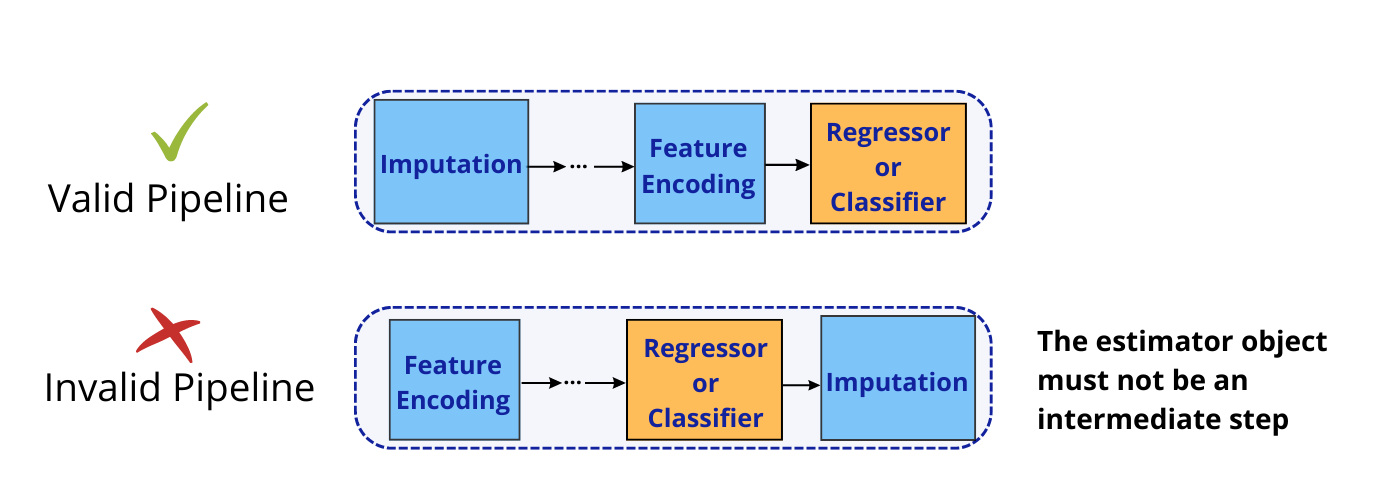 Valid Pipeline
Imputation
...
Feature
Encoding
Regressor
or
Classifier
Invalid Pipeline
Feature
Encoding
...
Regressor
or
Classifier
Imputation
The estimator object
must not be an
intermediate step